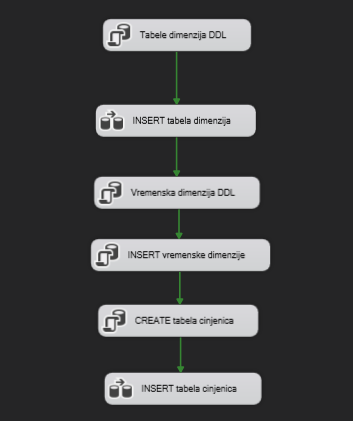 Tabele dimenzija DDL
INSERT tabela dimenzija
Vremenska dimenzija DDL
INSERT vremenske dimenzije
CREATE tabela cinjenica
INSERT tabela cinjenica